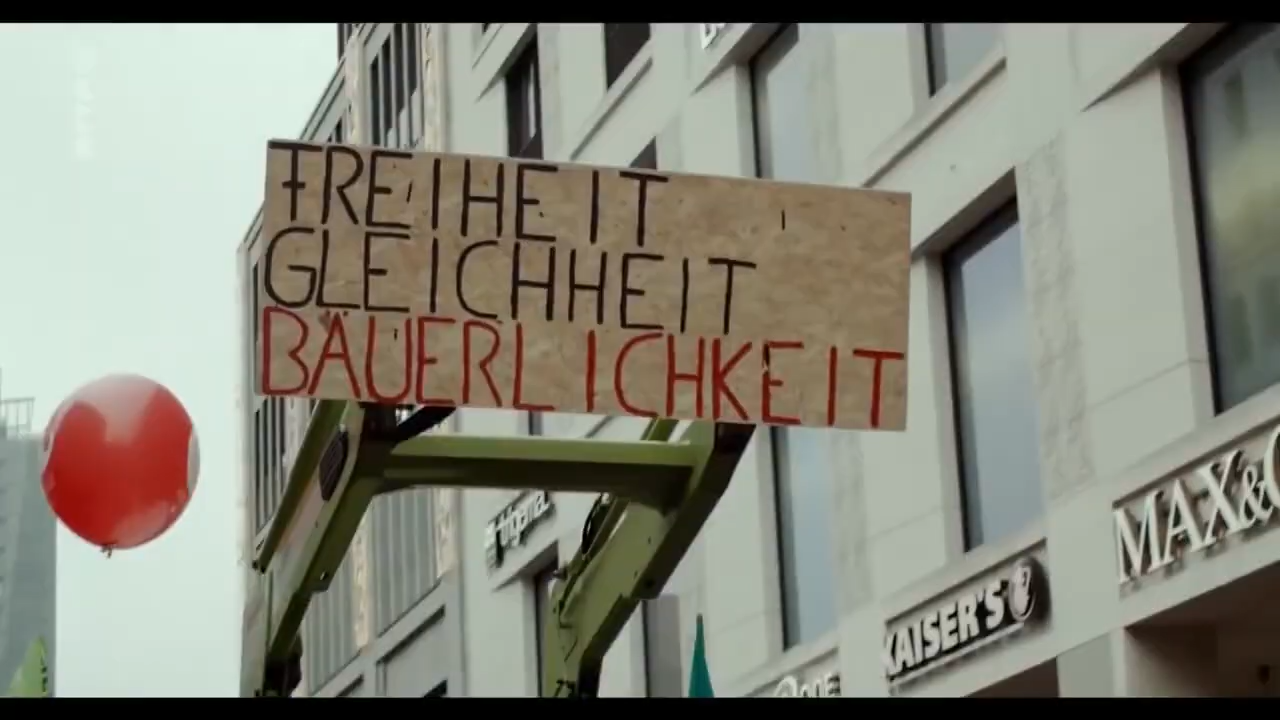 FREIHEIT
GLEICHHEIT
BÄUERLICHKEIT
KAISER'S
MAX&